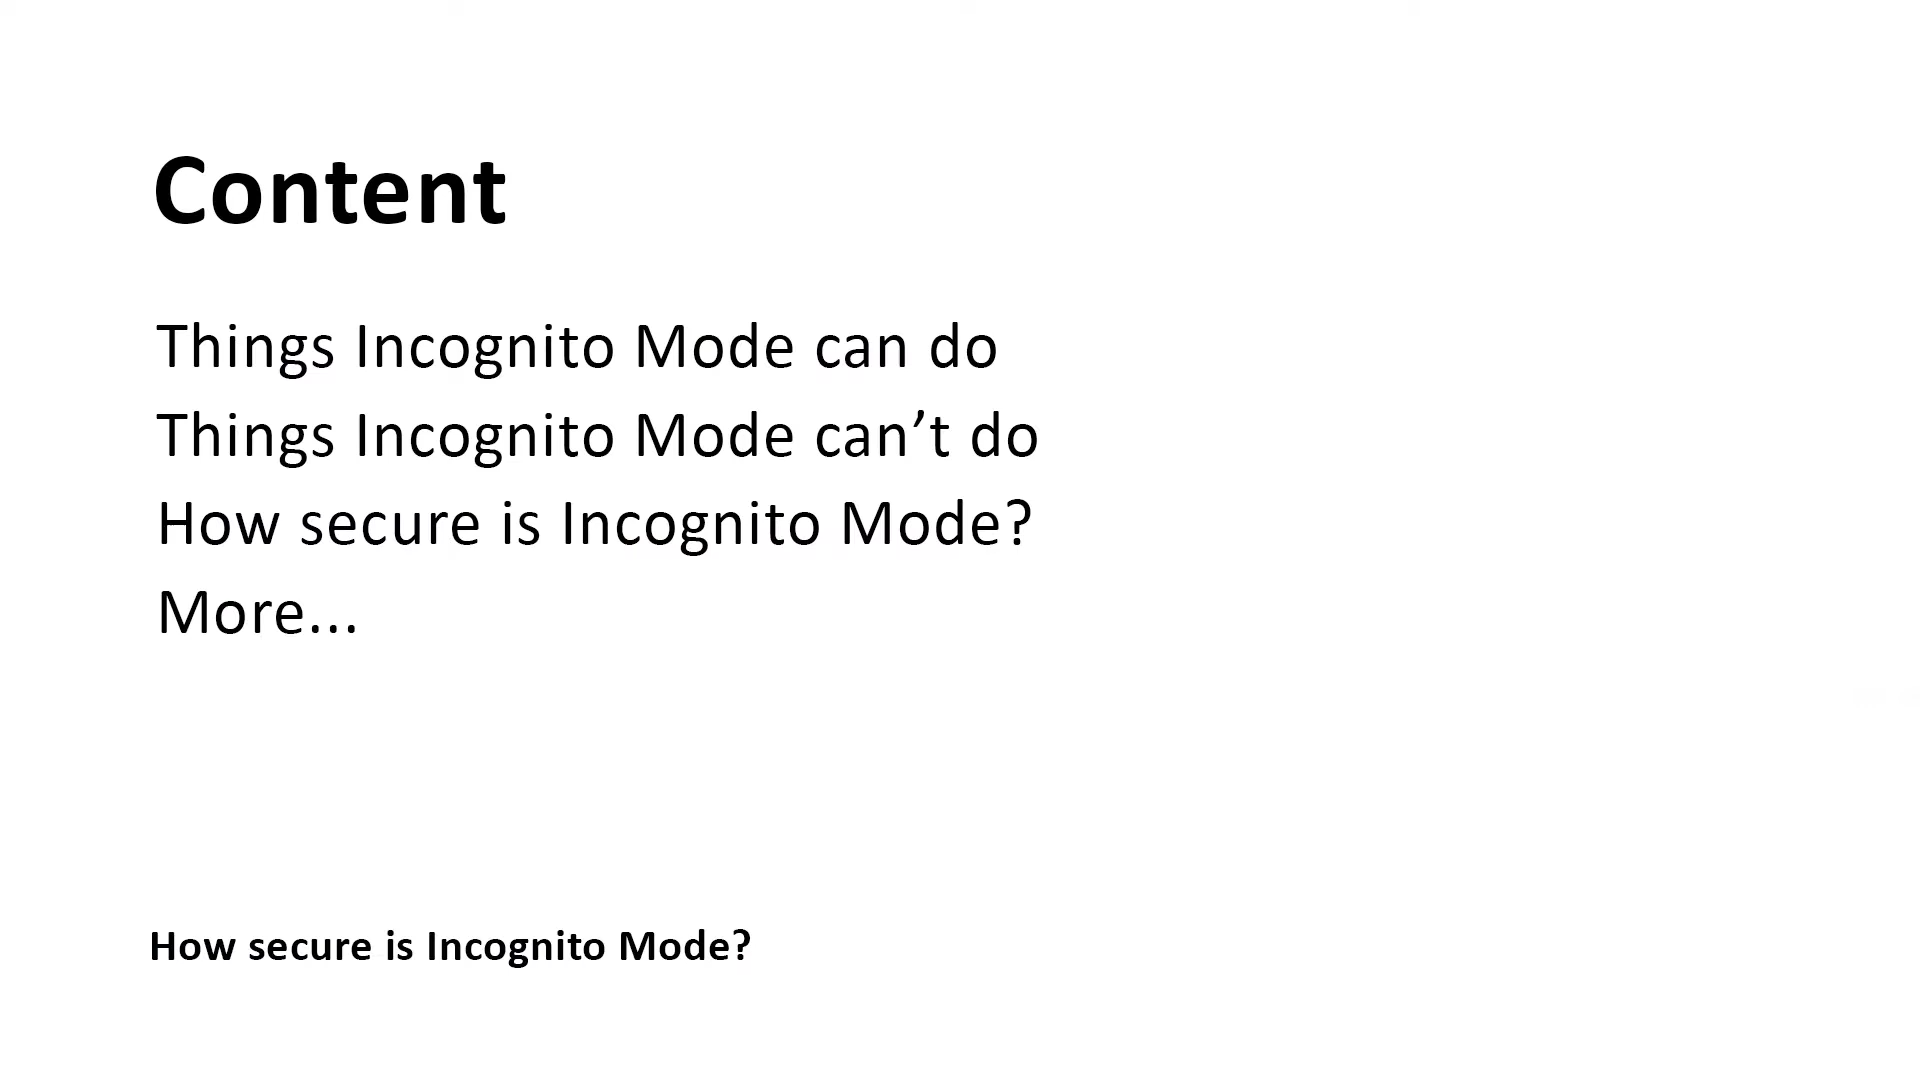 Content
Things Incognito Mode can do
Things Incognito Mode can’t do
How secure is Incognito Mode?
More...
How secure is Incognito Mode?